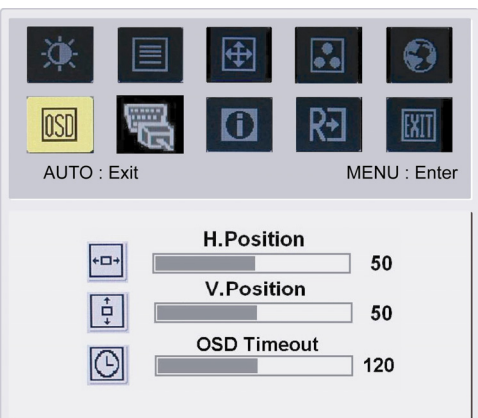 OSD
R
EXIT
AUTO : Exit
MENU : Enter
H.Position
50
V.Position
50
OSD Timeout
120